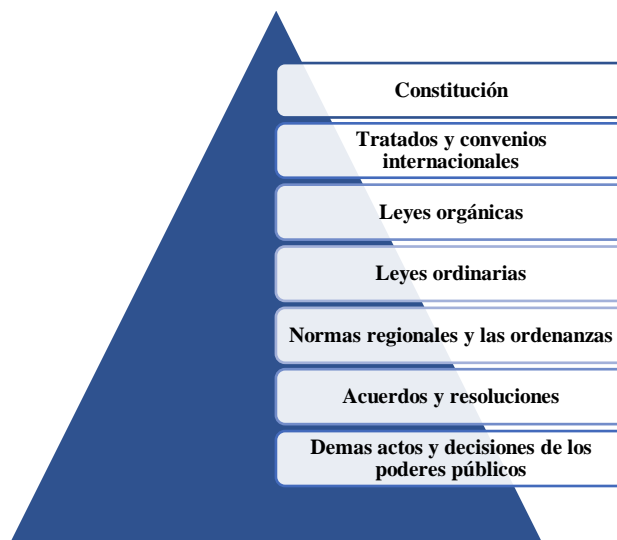 Constitución
Tratados y convenios
internacionales
Leyes orgánicas
Leyes ordinarias
Normas regionales y las ordenanzas
Acuerdos y resoluciones
Demas actos y decisiones de los
poderes públicos